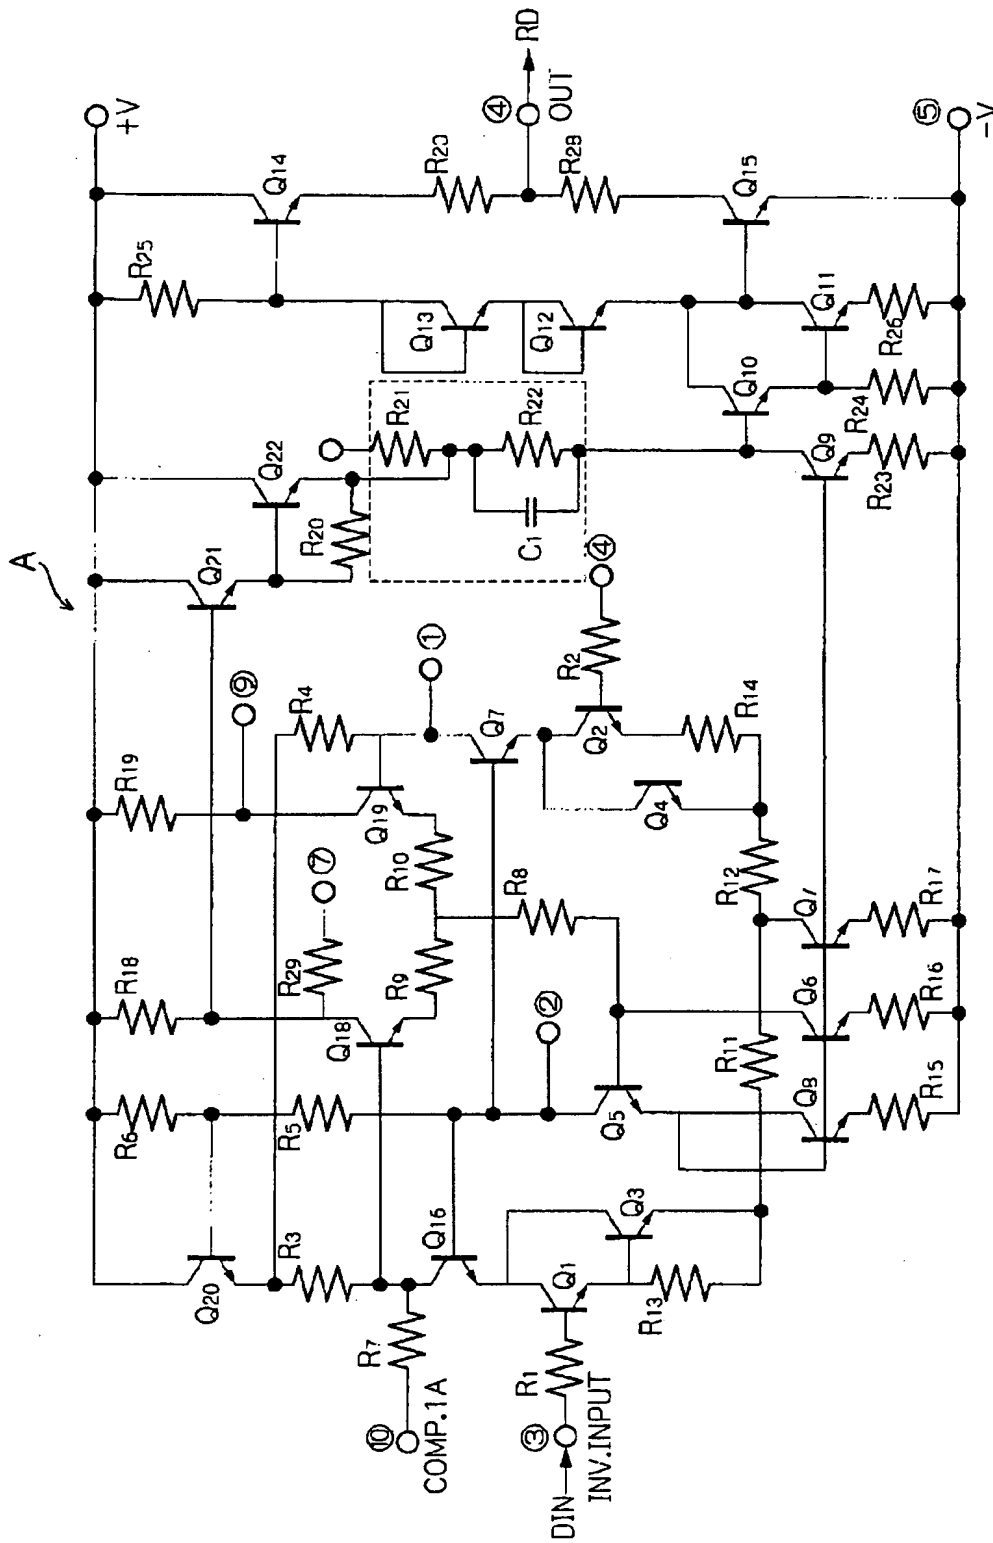 A
+V
R6
R18
R19
R25
Q14
Q20
Q21
Q22
R3
R5
R29
⑦
⑨
R4
R20
R21
Q13
R20
④
OUT
RD
R7
⑩
COMP.1A
Q16
Q18
R9
R10
Q19
①
C1
R22
Q12
R28
②
R8
Q7
R2
④
DIN
③
INV.INPUT
R1
Q1
Q3
Q5
Q4
Q2
R13
R11
R12
R14
Q10
Q15
Q8
Q6
Q7
Q9
Q11
R15
R16
R17
R23
R24
R26
⑤
-V